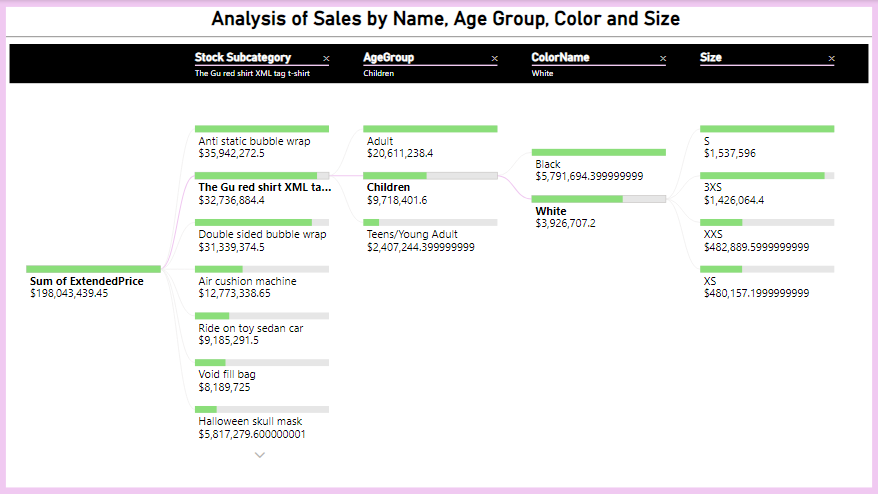 Analysis of Sales by Name, Age Group, Color and Size
Stock Subcategory ×
The Gu red shirt XML tag t-shirt
AgeGroup ×
Children
ColorName ×
White
Size ×
Sum of ExtendedPrice
$198,043,439.45
Anti static bubble wrap
$35,942,272.5
The Gu red shirt XML ta...
$32,736,884.4
Double sided bubble wrap
$31,339,374.5
Air cushion machine
$12,773,338.65
Ride on toy sedan car
$9,185,291.5
Void fill bag
$8,189,725
Halloween skull mask
$5,817,279.600000001
Adult
$20,611,238.4
Children
$9,718,401.6
Teens/Young Adult
$2,407,244.399999999
Black
$5,791,694.399999999
White
$3,926,707.2
S
$1,537,596
3XS
$1,426,064.4
XXS
$482,889.5999999999
XS
$480,157.1999999999